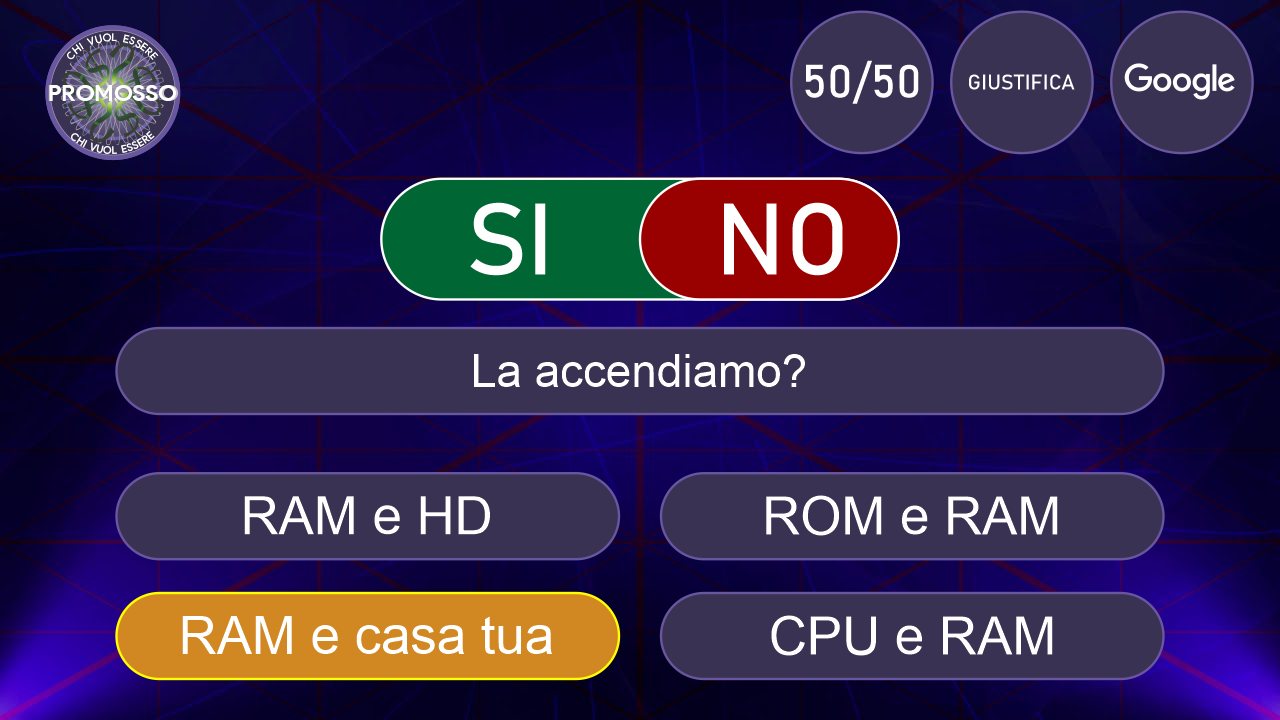 CHI VUOL ESSERE
PROMOSSO
CHI VUOL ESSERE
50/50
GIUSTIFICA
Google
SI
NO
La accendiamo?
RAM e HD
ROM e RAM
RAM e casa tua
CPU e RAM